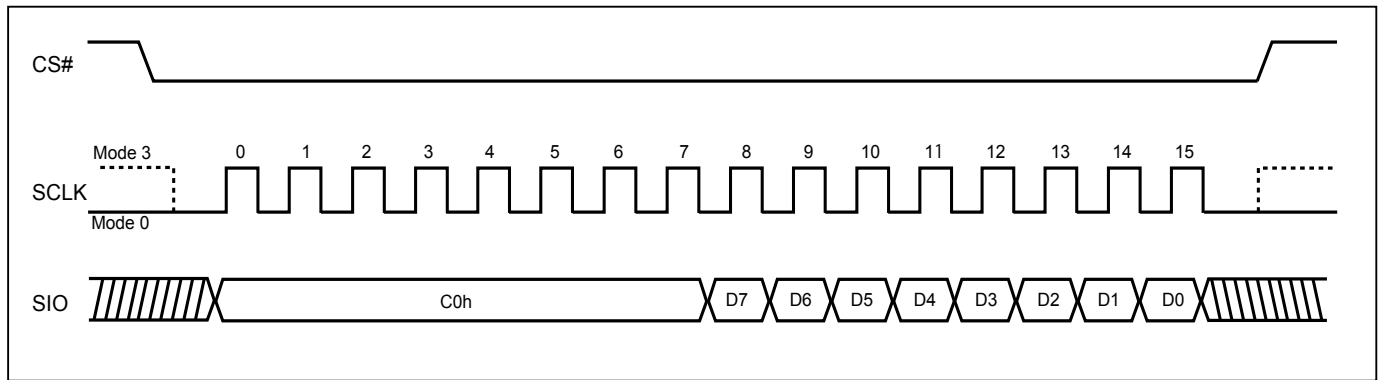 CS#
Mode 3 0 1 2 3 4 5 6 7 8 9 10 11 12 13 14 15
SCLK
Mode 0
SIO C0h D7 D6 D5 D4 D3 D2 D1 D0